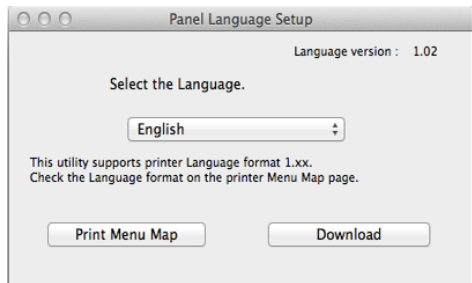 Panel Language Setup
Language version : 1.02
Select the Language.
English
This utility supports printer Language format 1.xx.
Check the Language format on the printer Menu Map page.
Print Menu Map Download